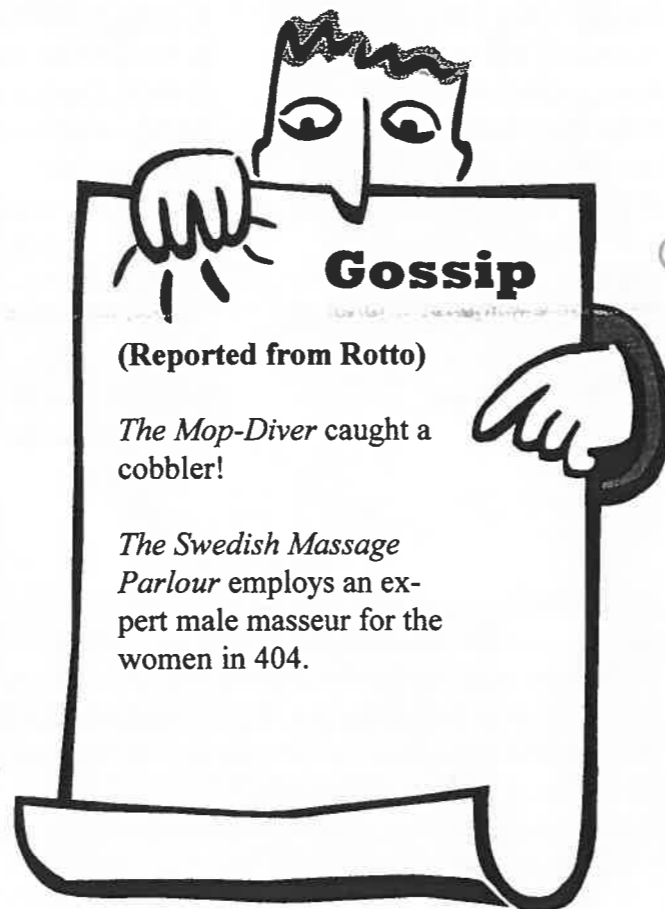 Gossip
(Reported from Rotto)
The Mop-Diver caught a
cobbler!
The Swedish Massage
Parlour employs an ex-
pert male masseur for the
women in 404.